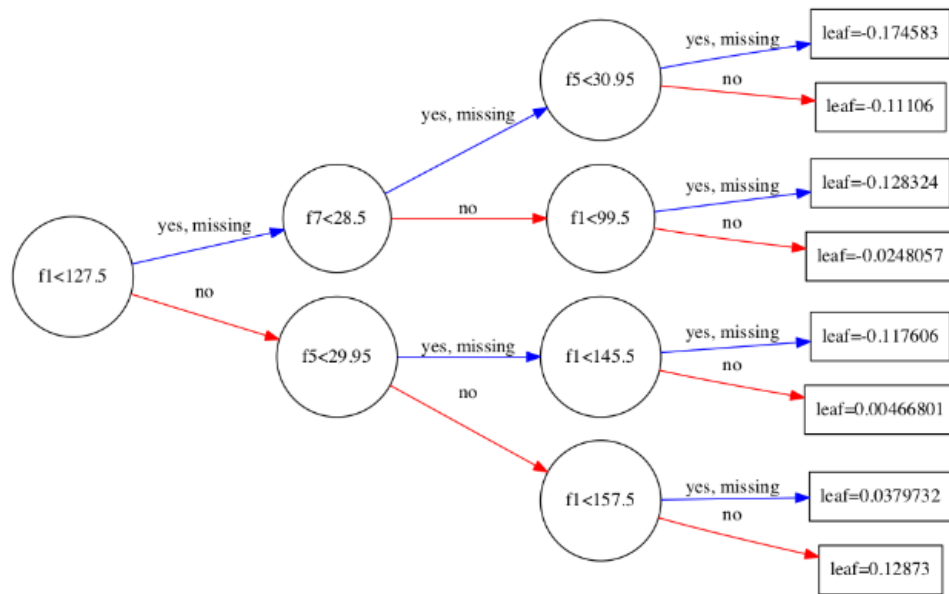 yes, missing
leaf=-0.174583
f5<30.95
no
leaf=-0.11106
yes, missing
yes, missing
leaf=-0.128324
f7<28.5
no
f1<99.5
no
leaf=-0.0248057
yes, missing
f1<127.5
no
yes, missing
leaf=-0.117606
f5<29.95
yes, missing
f1<145.5
no
leaf=0.00466801
no
yes, missing
leaf=0.0379732
f1<157.5
no
leaf=0.12873